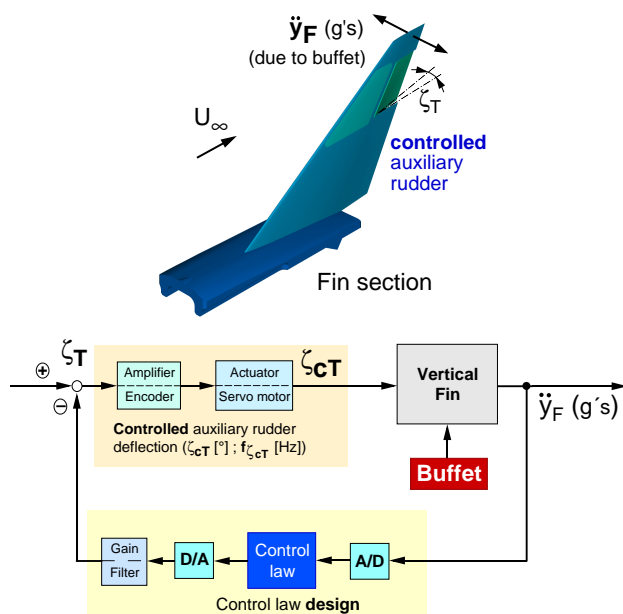 ÿF (g's)
(due to buffet)
ζT
U∞
controlled
auxiliary
rudder
Fin section
ζT
ζcT
⊕
⊖
Amplifier
Encoder
Actuator
Servo motor
Vertical
Fin
ÿF (g´s)
Controlled auxiliary rudder
deflection (ζcT [°] ; fζcT [Hz])
Buffet
Gain
Filter
D/A
Control
law
A/D
Control law design